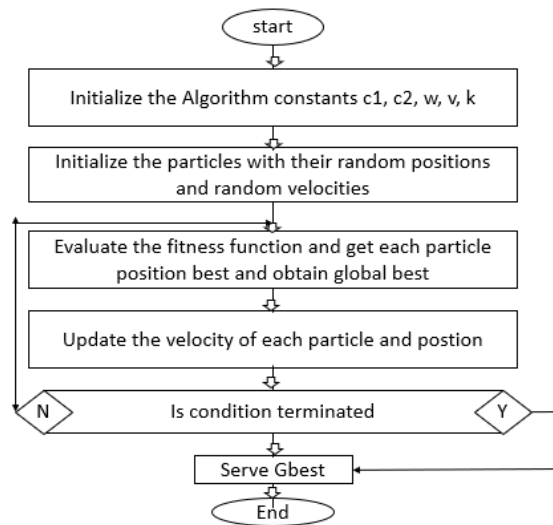 start
Initialize the Algorithm constants c1, c2, w, v, k
Initialize the particles with their random positions
and random velocities
Evaluate the fitness function and get each particle
position best and obtain global best
Update the velocity of each particle and postion
N
Is condition terminated
Y
Serve Gbest
End